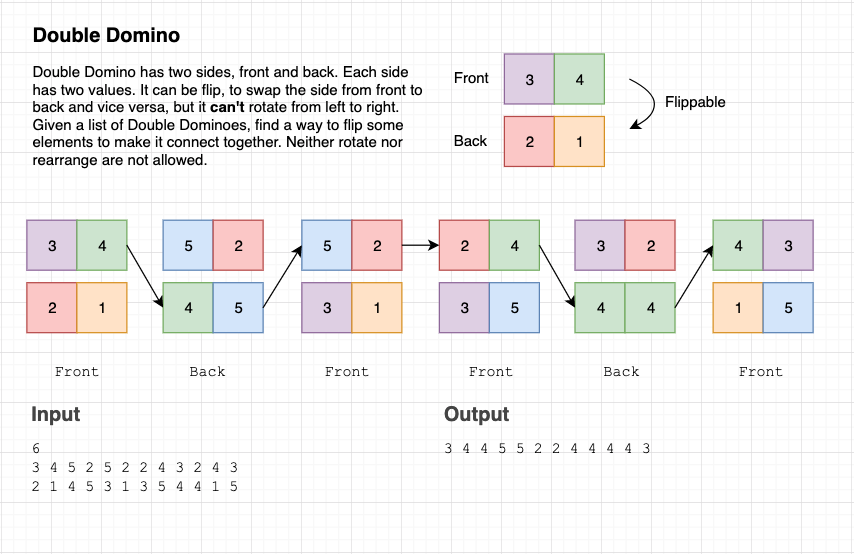 Double Domino
Double Domino has two sides, front and back. Each side
has two values. It can be flip, to swap the side from front to
back and vice versa, but it can't rotate from left to right.
Given a list of Double Dominoes, find a way to flip some
elements to make it connect together. Neither rotate nor
rearrange are not allowed.
Front 3 4
Flippable
Back 2 1
3 4 5 2 5 2 2 4 3 2 4 3
2 1 4 5 3 1 3 5 4 4 1 5
Front Back Front Front Back Front
Input
6
3 4 5 2 5 2 2 4 3 2 4 3
2 1 4 5 3 1 3 5 4 4 1 5
Output
3 4 4 5 5 2 2 4 4 4 4 3